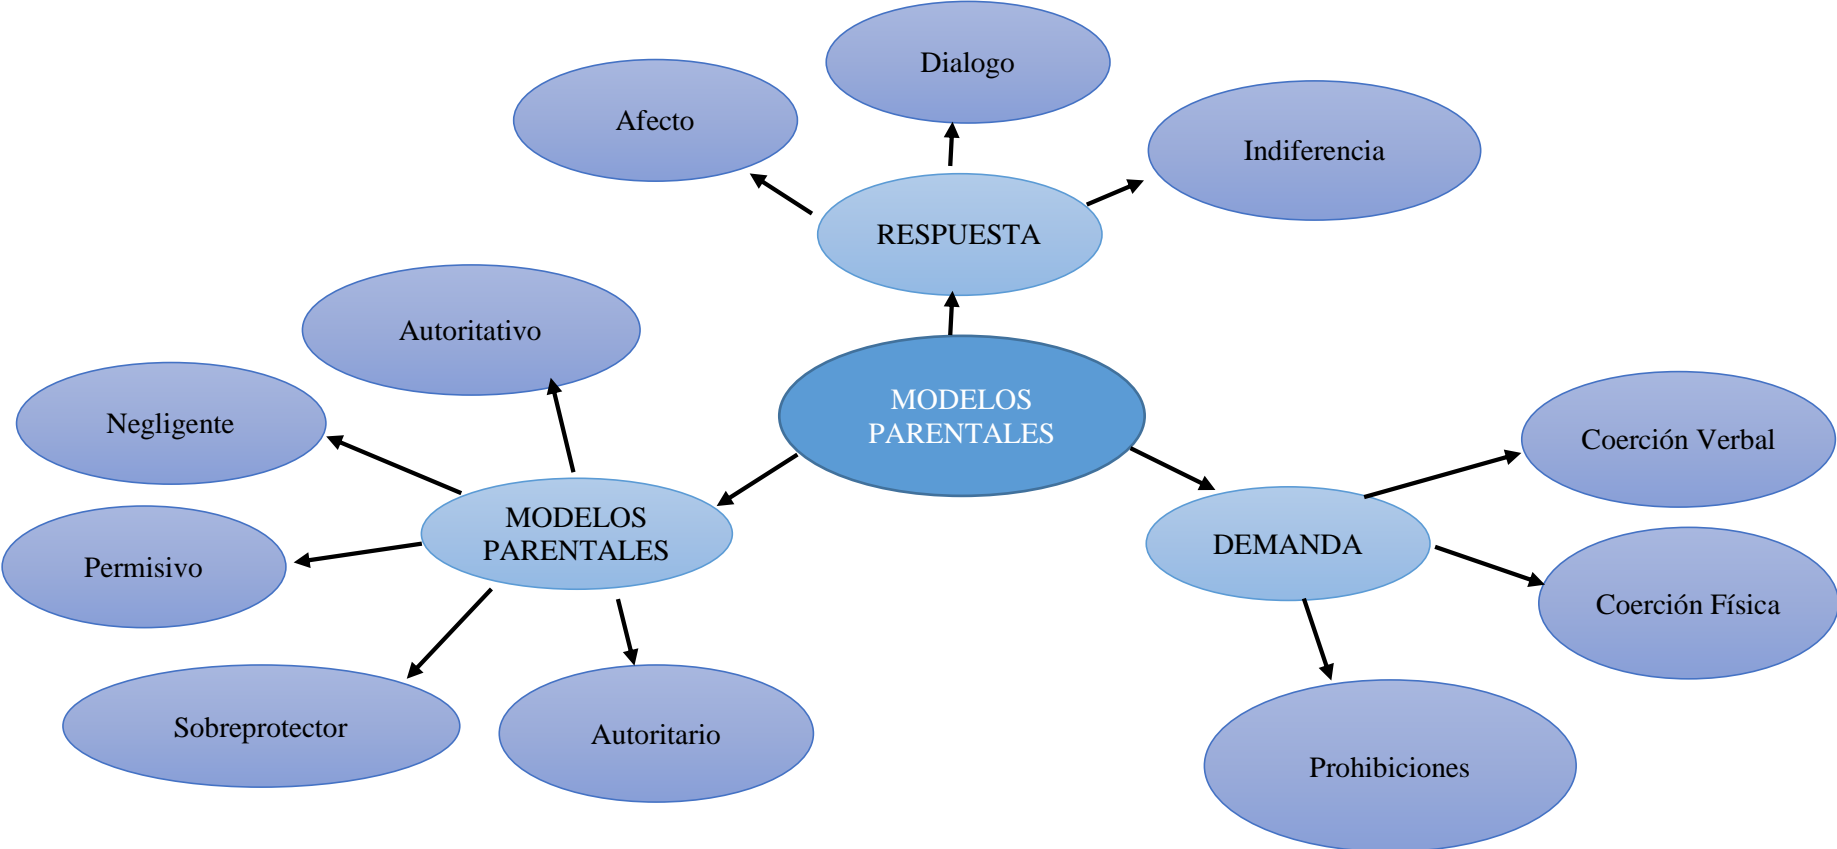 Dialogo
Afecto
Indiferencia
RESPUESTA
Autoritativo
MODELOS
PARENTALES
Negligente
Coerción Verbal
MODELOS
PARENTALES
DEMANDA
Permisivo
Coerción Física
Sobreprotector
Autoritario
Prohibiciones